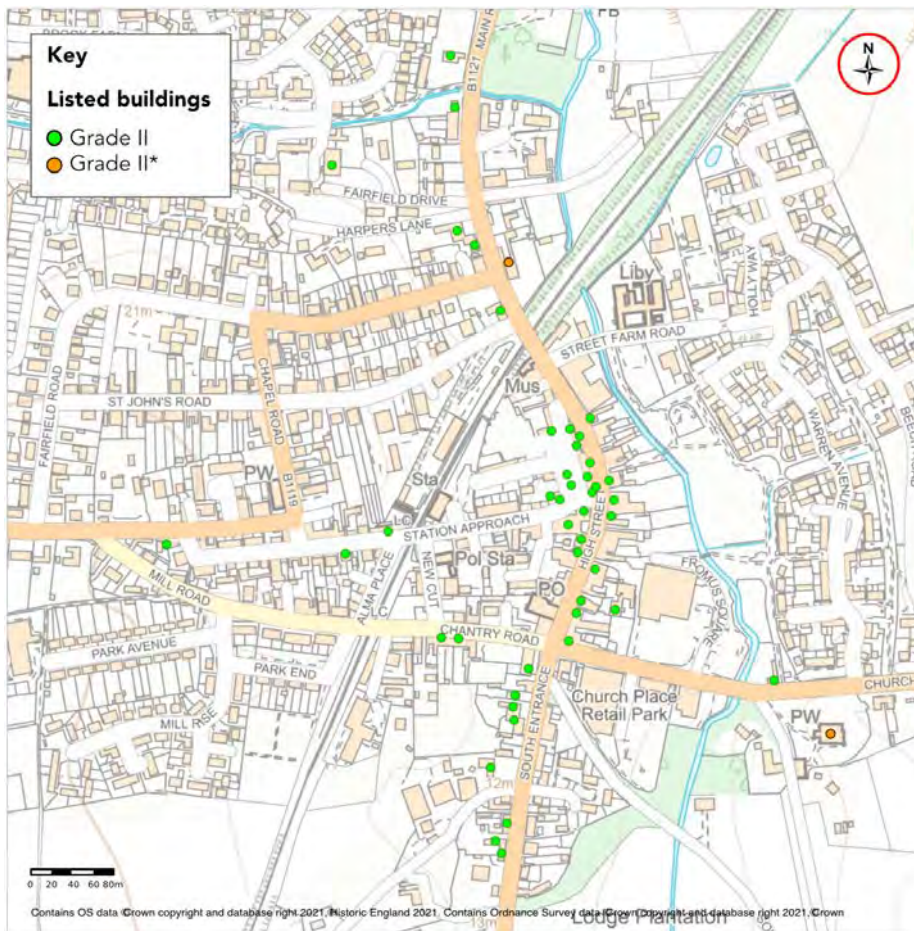 Key
Listed buildings
Grade II
Grade II*
N
FB
B1121 MAIN R
FAIRFIELD DRIVE
HARPERS LANE
21m
Liby
HOLLY WAY
STREET FARM ROAD
Mus
FAIRFIELD ROAD
CHAPEL ROAD
ST JOHN'S ROAD
WARREN AVENUE
PW
B1119
Sta
LC
STATION APPROACH
HIGH STREET
MILL ROAD
ALMA PLACE
NEW CUT
Pol Sta
PO
FROMUS SQUARE
CHANTRY ROAD
PARK AVENUE
PARK END
MILL RISE
SOUTH ENTRANCE
Church Place
Retail Park
CHURCH
PW
12m
0 20 40 60 80m
Contains OS data ©Crown copyright and database right 2021, Historic England 2021. Contains Ordnance Survey data ©Crown copyright and database right 2021, Crown
Lodge Plantation
13m